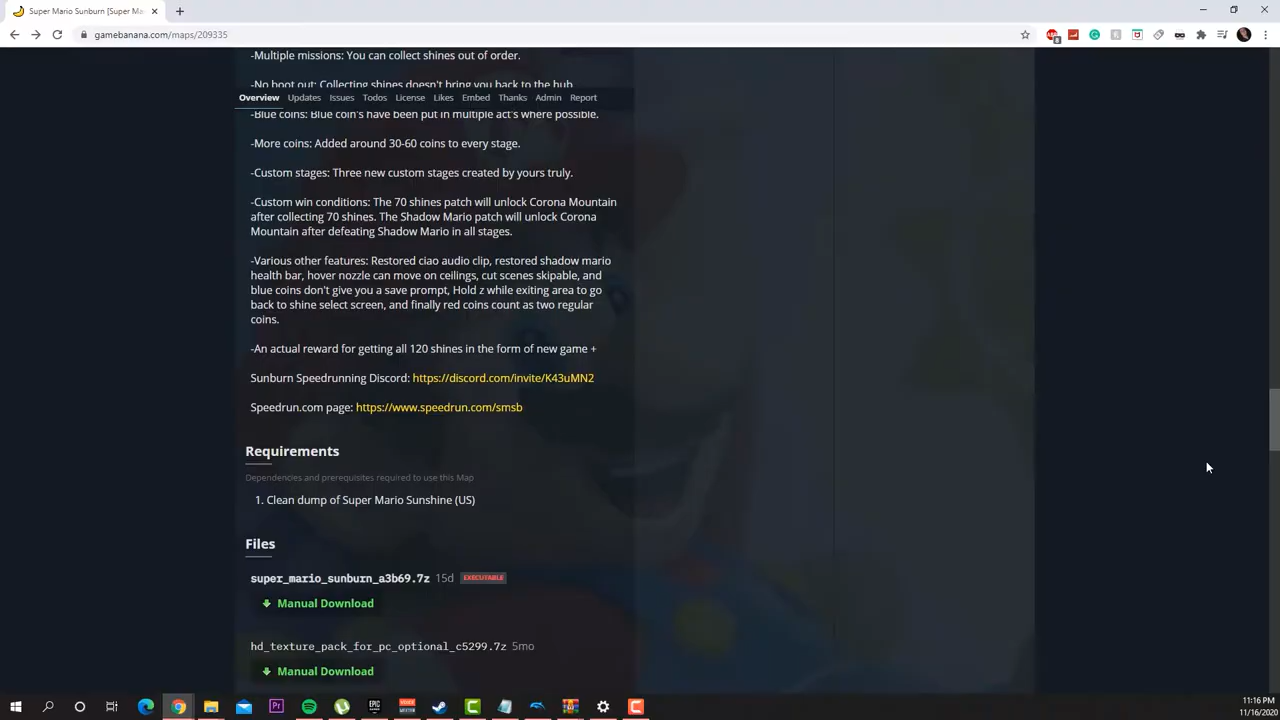 Super Mario Sunburn [Super Ma
gamebanana.com/maps/209335
-Multiple missions: You can collect shines out of order.
-No boot out: Collecting shines doesn't bring you back to the hub.
Overview Updates Issues Todos License Likes Embed Thanks Admin Report
-Blue coins: Blue coin's have been put in multiple act's where possible.
-More coins: Added around 30-60 coins to every stage.
-Custom stages: Three new custom stages created by yours truly.
-Custom win conditions: The 70 shines patch will unlock Corona Mountain
after collecting 70 shines. The Shadow Mario patch will unlock Corona
Mountain after defeating Shadow Mario in all stages.
-Various other features: Restored ciao audio clip, restored shadow mario
health bar, hover nozzle can move on ceilings, cut scenes skipable, and
blue coins don't give you a save prompt, Hold z while exiting area to go
back to shine select screen, and finally red coins count as two regular
coins.
-An actual reward for getting all 120 shines in the form of new game +
Sunburn Speedrunning Discord: https://discord.com/invite/K43uMN2
Speedrun.com page: https://www.speedrun.com/smsb
Requirements
Dependencies and prerequisites required to use this Map
1. Clean dump of Super Mario Sunshine (US)
Files
super_mario_sunburn_a3b69.7z 15d EXECUTABLE
Manual Download
hd_texture_pack_for_pc_optional_c5299.7z 5mo
Manual Download
11:16 PM
11/16/2020